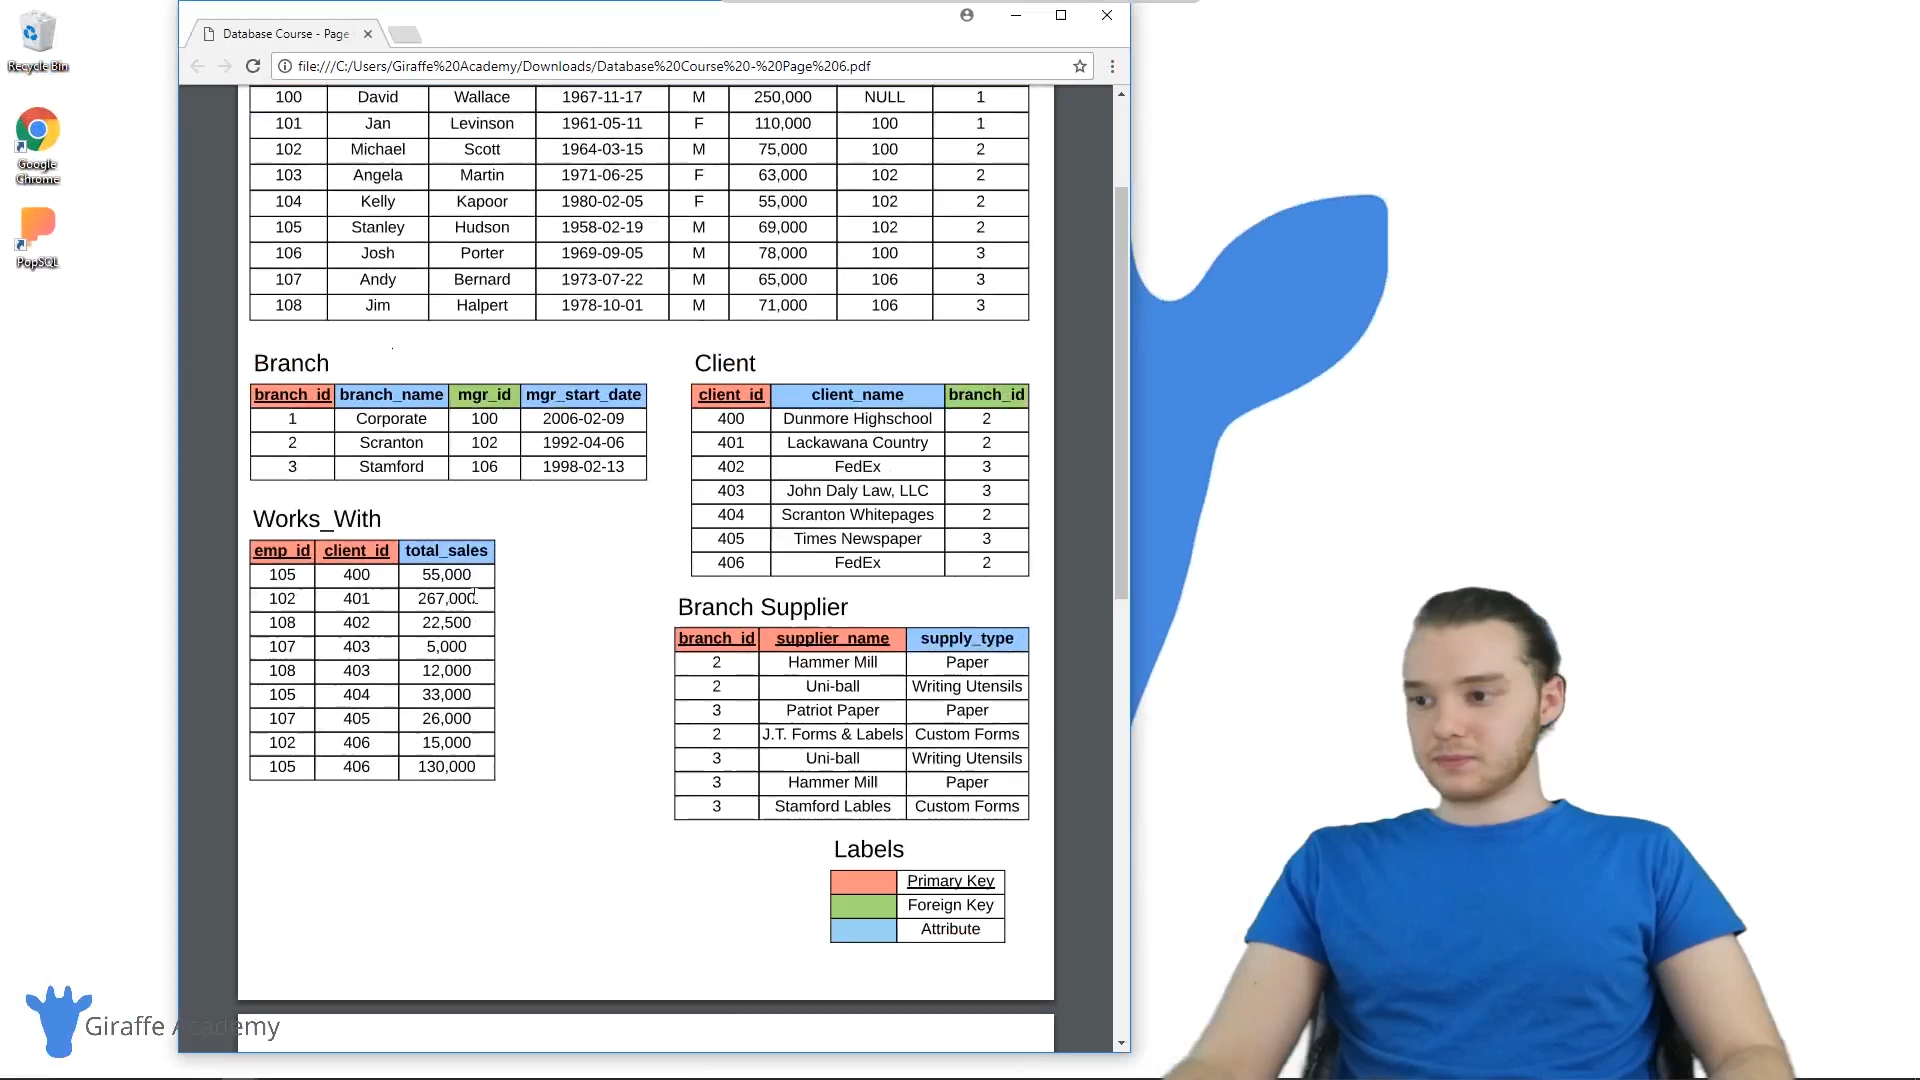 Recycle Bin
Google
Chrome
PopSQL
Database Course - Page
file:///C:/Users/Giraffe%20Academy/Downloads/Database%20Course%20-%20Page%206.pdf
100 David Wallace 1967-11-17 M 250,000 NULL 1
101 Jan Levinson 1961-05-11 F 110,000 100 1
102 Michael Scott 1964-03-15 M 75,000 100 2
103 Angela Martin 1971-06-25 F 63,000 102 2
104 Kelly Kapoor 1980-02-05 F 55,000 102 2
105 Stanley Hudson 1958-02-19 M 69,000 102 2
106 Josh Porter 1969-09-05 M 78,000 100 3
107 Andy Bernard 1973-07-22 M 65,000 106 3
108 Jim Halpert 1978-10-01 M 71,000 106 3
Branch
branch_id branch_name mgr_id mgr_start_date
1 Corporate 100 2006-02-09
2 Scranton 102 1992-04-06
3 Stamford 106 1998-02-13
Works_With
emp_id client_id total_sales
105 400 55,000
102 401 267,000
108 402 22,500
107 403 5,000
108 403 12,000
105 404 33,000
107 405 26,000
102 406 15,000
105 406 130,000
Client
client_id client_name branch_id
400 Dunmore Highschool 2
401 Lackawana Country 2
402 FedEx 3
403 John Daly Law, LLC 3
404 Scranton Whitepages 2
405 Times Newspaper 3
406 FedEx 2
Branch Supplier
branch_id supplier_name supply_type
2 Hammer Mill Paper
2 Uni-ball Writing Utensils
3 Patriot Paper Paper
2 J.T. Forms & Labels Custom Forms
3 Uni-ball Writing Utensils
3 Hammer Mill Paper
3 Stamford Lables Custom Forms
Labels
Primary Key
Foreign Key
Attribute
Giraffe Academy